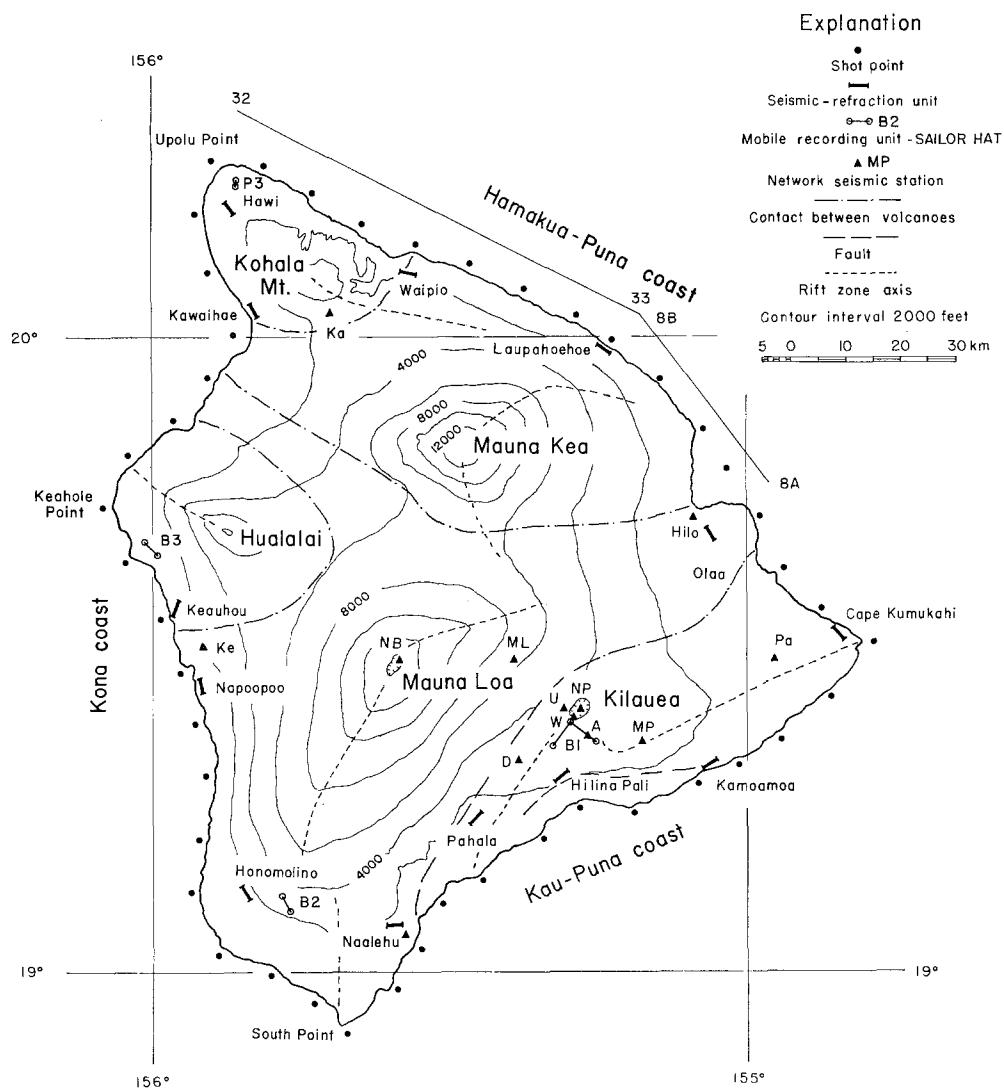 Explanation
Shot point
Seismic-refraction unit
B2
Mobile recording unit - SAILOR HAT
MP
Network seismic station
Contact between volcanoes
Fault
Rift zone axis
Contour interval 2000 feet
5 0 10 20 30 km
156°
32
Upolu Point
P3
Hawi
Hamakua-Puna coast
Kohala
Mt.
Waipio
Kawaihae
Ka
33
8B
20°
Laupahoehoe
4000
8000
12000
Mauna Kea
8A
Keahole
Point
Hualalai
B3
Hilo
Olaa
Keauhou
8000
Cape Kumukahi
Kona coast
Ke
NB
ML
Pa
Napoopoo
Mauna Loa
U
NP
Kilauea
W
A
MP
B1
D
Hilina Pali
Kamoamoa
Pahala
4000
Kau-Puna coast
Honomolino
B2
Naalehu
19°
19°
South Point
156°
155°